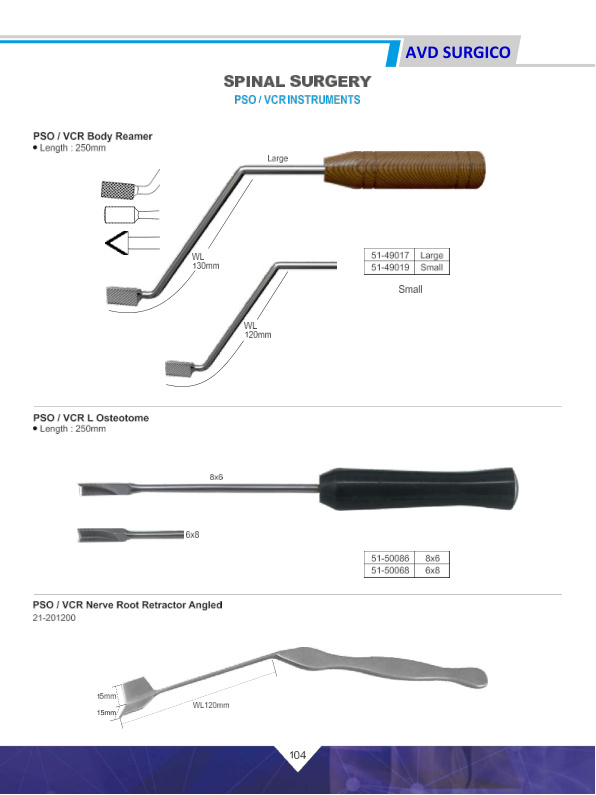 AVD SURGICO
SPINAL SURGERY
PSO / VCR INSTRUMENTS
PSO / VCR Body Reamer
• Length : 250mm
Large
WL
130mm
51-49017 Large
51-49019 Small
Small
WL
120mm
PSO / VCR L Osteotome
• Length : 250mm
8x6
6x8
51-50086 8x6
51-50068 6x8
PSO / VCR Nerve Root Retractor Angled
21-201200
15mm
15mm
WL120mm
104